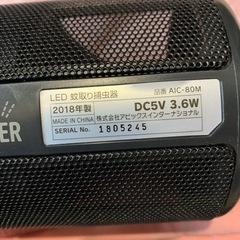 LED 蚊取り捕虫器
品番 AIC-80M
2018年製
DC5V 3.6W
MADE IN CHINA
株式会社アピックスインターナショナル
SERIAL No.
1805245
ER